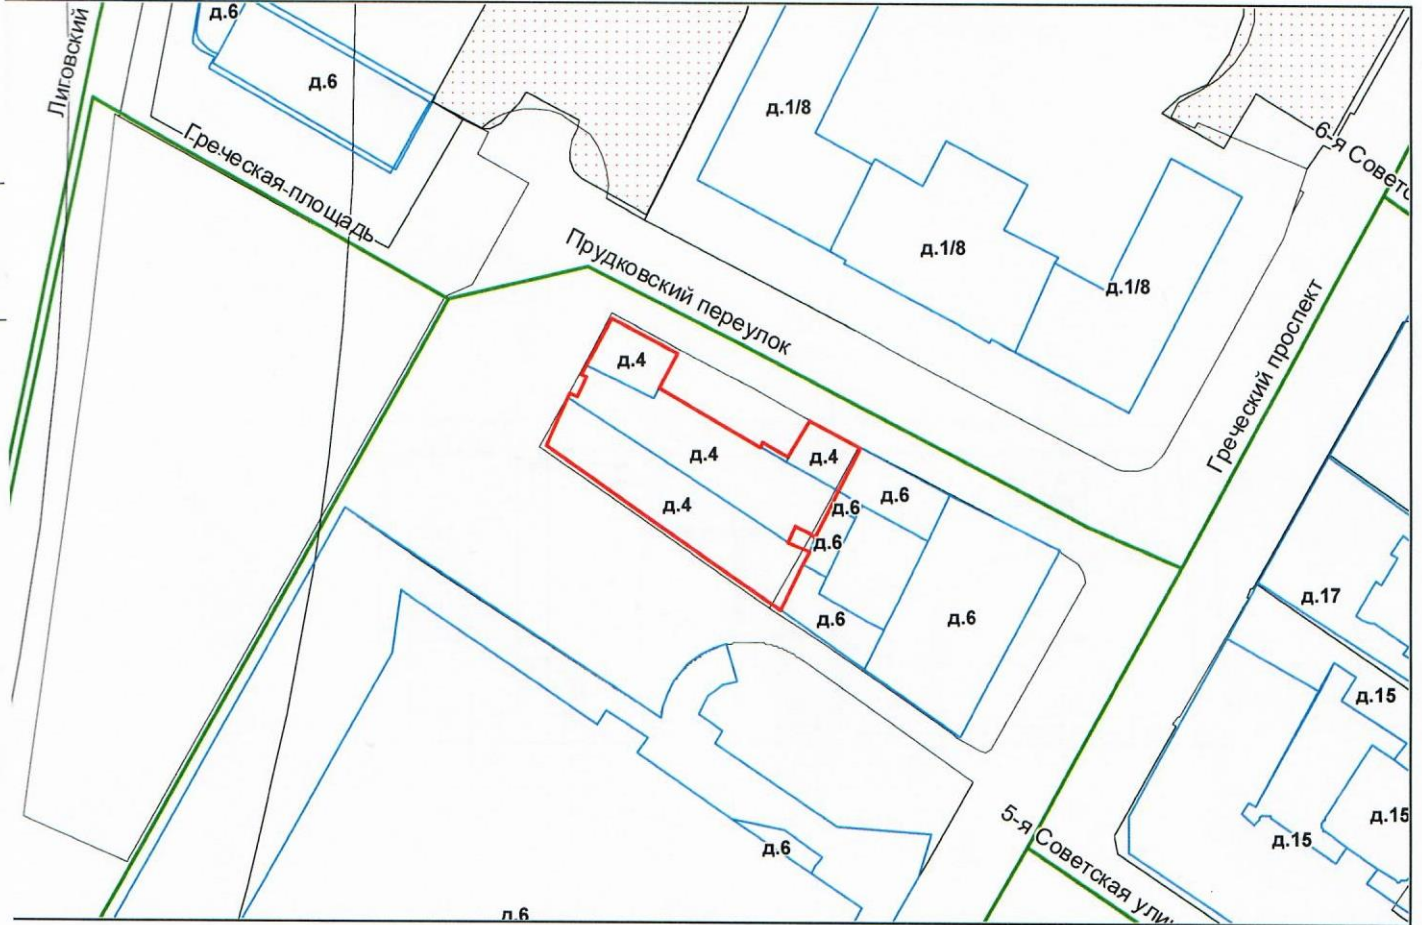 д.6
Лиговский
д.6
д.1/8
6-я Советс
Греческая площадь
д.1/8
Прудковский переулок
д.1/8
Греческий проспект
д.4
д.4
д.4
д.6
д.4
д.6
д.6
д.17
д.6
д.6
д.15
5-я Советская ули
д.15
д.15
д.6
д.6